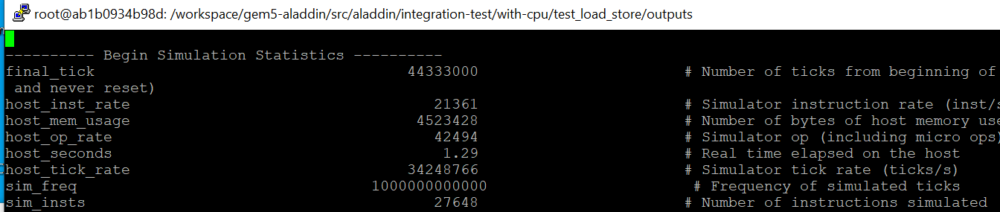 root@ab1b0934b98d: /workspace/gem5-aladdin/src/aladdin/integration-test/with-cpu/test_load_store/outputs
---------- Begin Simulation Statistics ----------
final_tick 44333000 # Number of ticks from beginning of
and never reset)
host_inst_rate 21361 # Simulator instruction rate (inst/s
host_mem_usage 4523428 # Number of bytes of host memory use
host_op_rate 42494 # Simulator op (including micro ops)
host_seconds 1.29 # Real time elapsed on the host
host_tick_rate 34248766 # Simulator tick rate (ticks/s)
sim_freq 1000000000000 # Frequency of simulated ticks
sim_insts 27648 # Number of instructions simulated